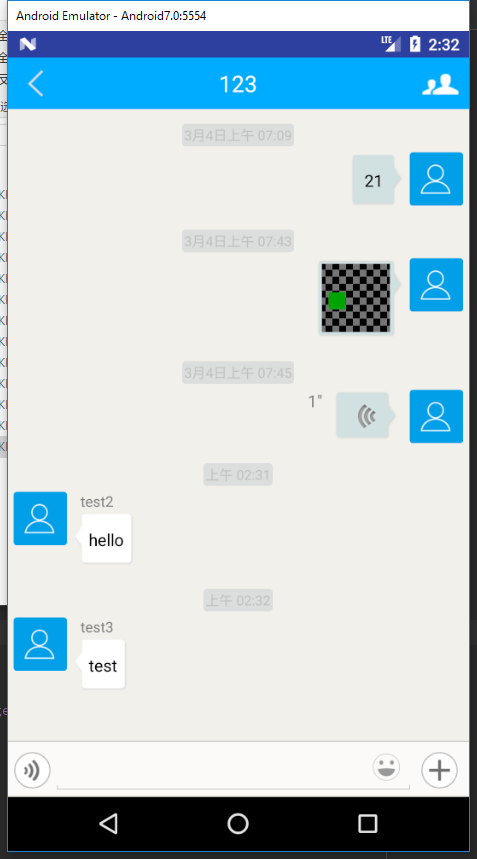 Android Emulator - Android7.0:5554
LTE
2:32
123
3月4日上午 07:09
21
3月4日上午 07:43
3月4日上午 07:45
1"
上午 02:31
test2
hello
上午 02:32
test3
test